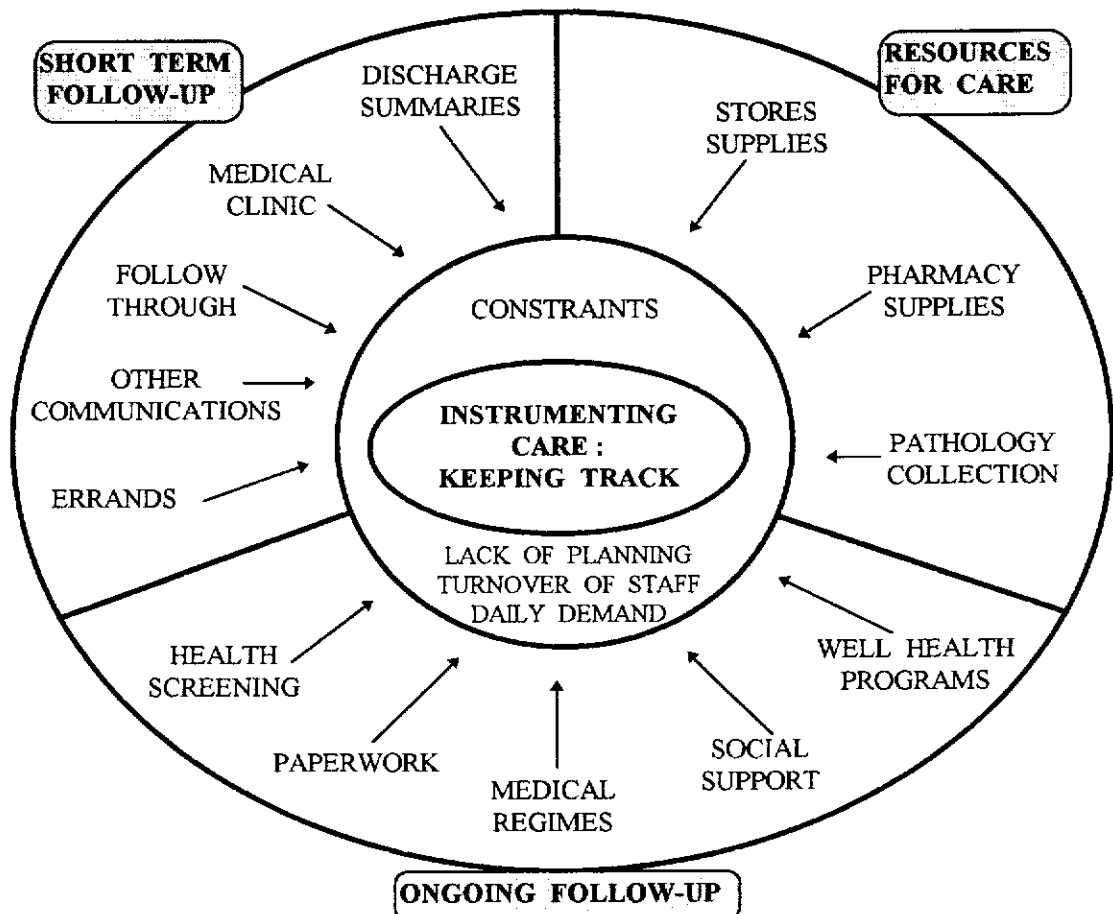 SHORT TERM
FOLLOW-UP
RESOURCES
FOR CARE
DISCHARGE
SUMMARIES
STORES
SUPPLIES
MEDICAL
CLINIC
FOLLOW
THROUGH
PHARMACY
SUPPLIES
CONSTRAINTS
OTHER
COMMUNICATIONS
INSTRUMENTING
CARE :
KEEPING TRACK
PATHOLOGY
COLLECTION
ERRANDS
LACK OF PLANNING
TURNOVER OF STAFF
DAILY DEMAND
HEALTH
SCREENING
WELL HEALTH
PROGRAMS
PAPERWORK
SOCIAL
SUPPORT
MEDICAL
REGIMES
ONGOING FOLLOW-UP